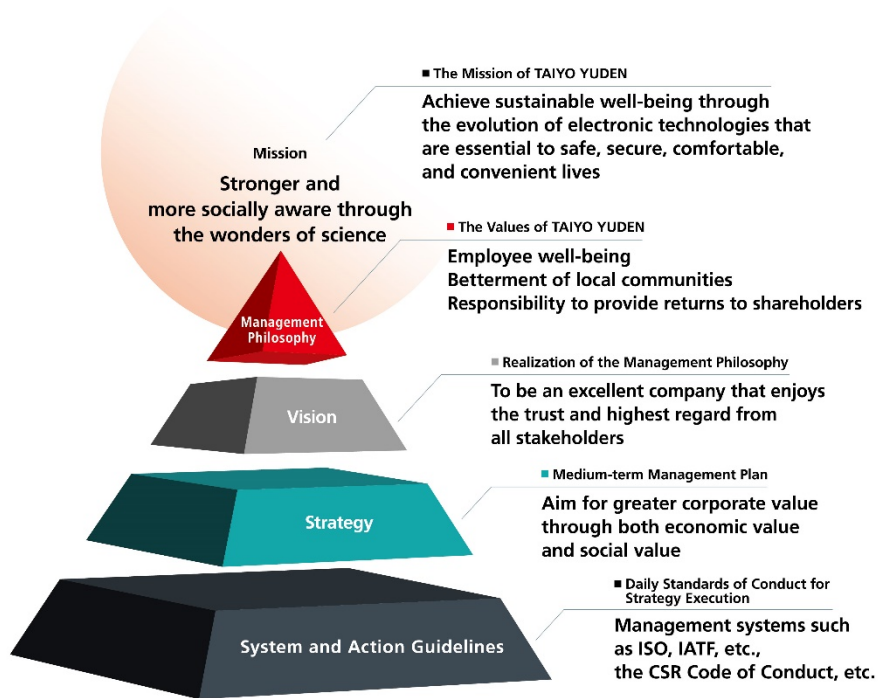 ■ The Mission of TAIYO YUDEN
Achieve sustainable well-being through
the evolution of electronic technologies that
are essential to safe, secure, comfortable,
and convenient lives
Mission
Stronger and
more socially aware through
the wonders of science
■ The Values of TAIYO YUDEN
Employee well-being
Betterment of local communities
Responsibility to provide returns to shareholders
Management
Philosophy
■ Realization of the Management Philosophy
To be an excellent company that enjoys
the trust and highest regard from
all stakeholders
Vision
■ Medium-term Management Plan
Aim for greater corporate value
through both economic value
and social value
Strategy
■ Daily Standards of Conduct for
Strategy Execution
Management systems such
as ISO, IATF, etc.,
the CSR Code of Conduct, etc.
System and Action Guidelines